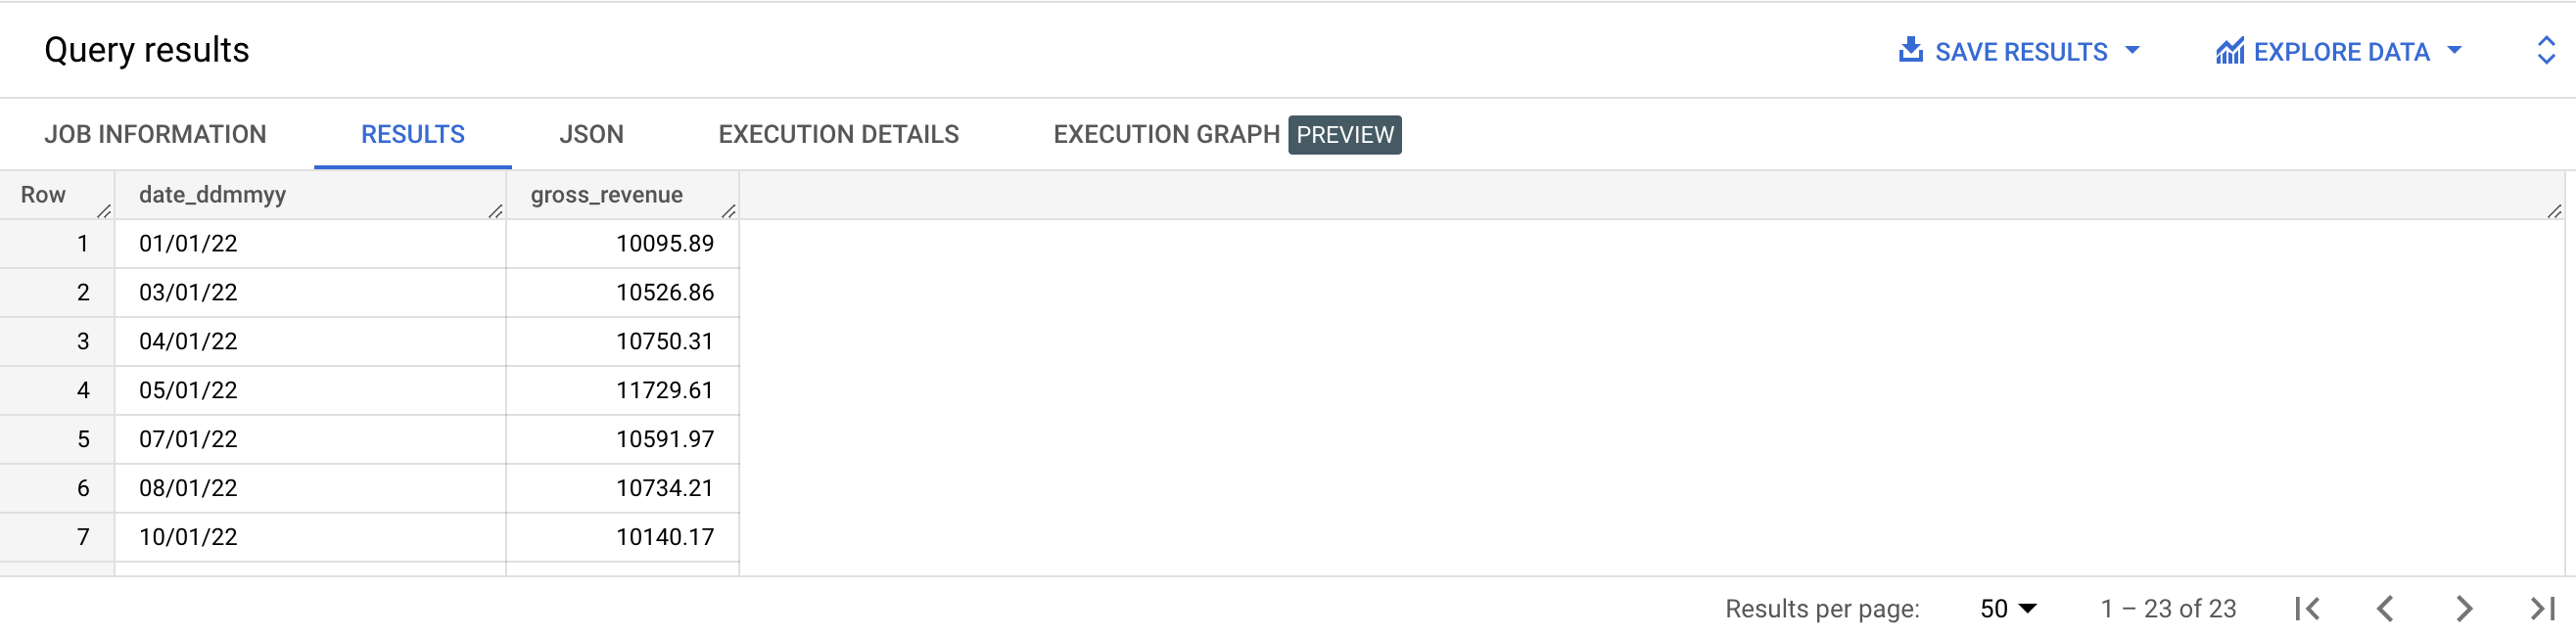 Query results SAVE RESULTS EXPLORE DATA
JOB INFORMATION RESULTS JSON EXECUTION DETAILS EXECUTION GRAPH PREVIEW
Row date_ddmmyy gross_revenue
1 01/01/22 10095.89
2 03/01/22 10526.86
3 04/01/22 10750.31
4 05/01/22 11729.61
5 07/01/22 10591.97
6 08/01/22 10734.21
7 10/01/22 10140.17
Results per page: 50 1 – 23 of 23